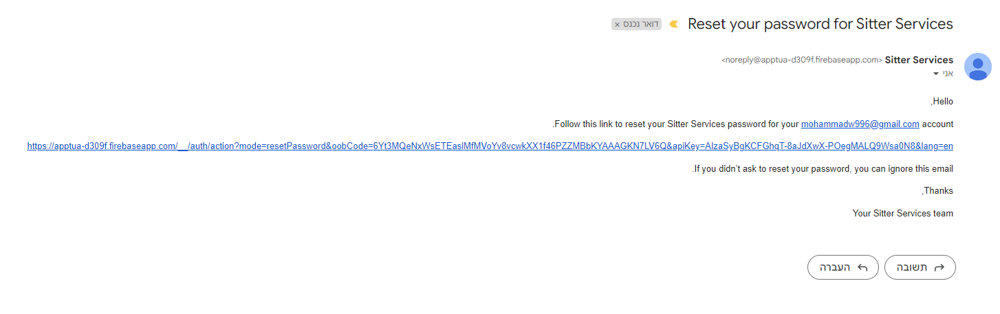 Reset your password for Sitter Services
דואר נכנס ×
Sitter Services <noreply@apptua-d309f.firebaseapp.com>
אני
Hello,
Follow this link to reset your Sitter Services password for your mohammadw996@gmail.com account.
https://apptua-d309f.firebaseapp.com/__/auth/action?mode=resetPassword&oobCode=6Yt3MQeNxWsETEaslMfMVoYv8vcwkXX1f46PZZMBbKYAAAGKN7LV6Q&apiKey=AIzaSyBgKCFGhqT-8aJdXwX-POegMALQ9Wsa0N8&lang=en
If you didn't ask to reset your password, you can ignore this email.
Thanks,
Your Sitter Services team
תשובה
העברה